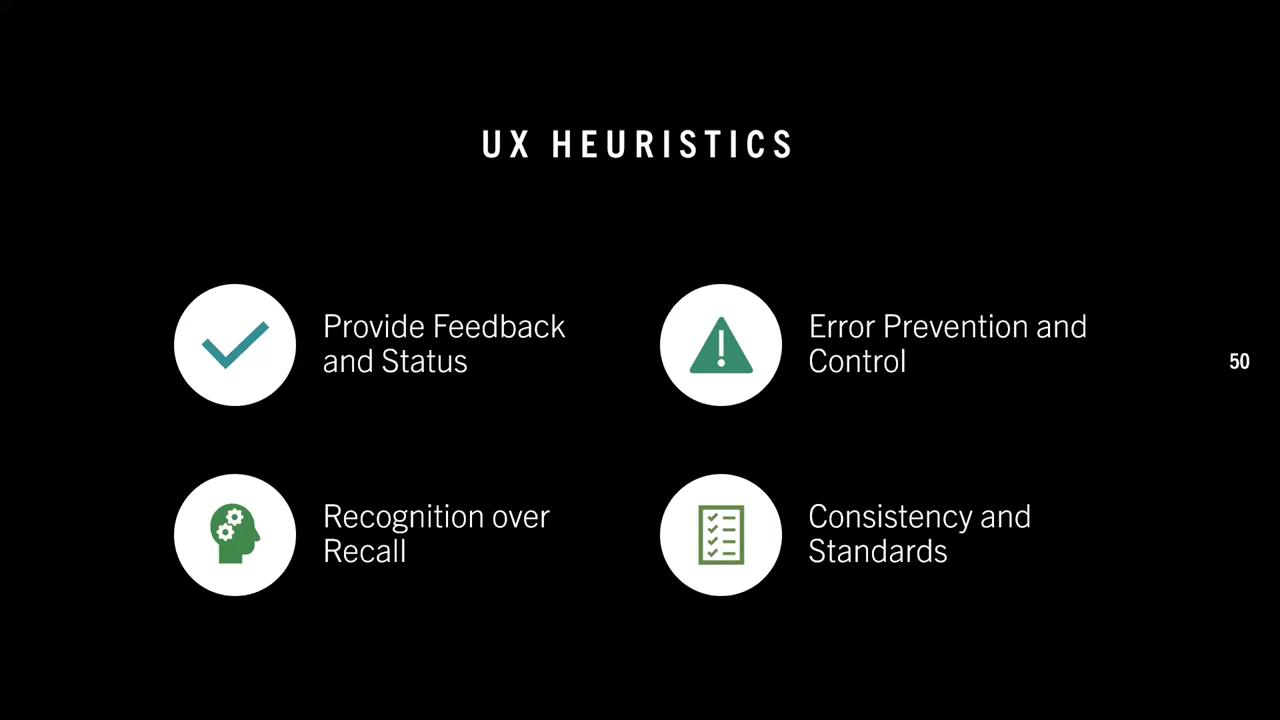 UX HEURISTICS
Provide Feedback
and Status
Error Prevention and
Control
50
Recognition over
Recall
Consistency and
Standards